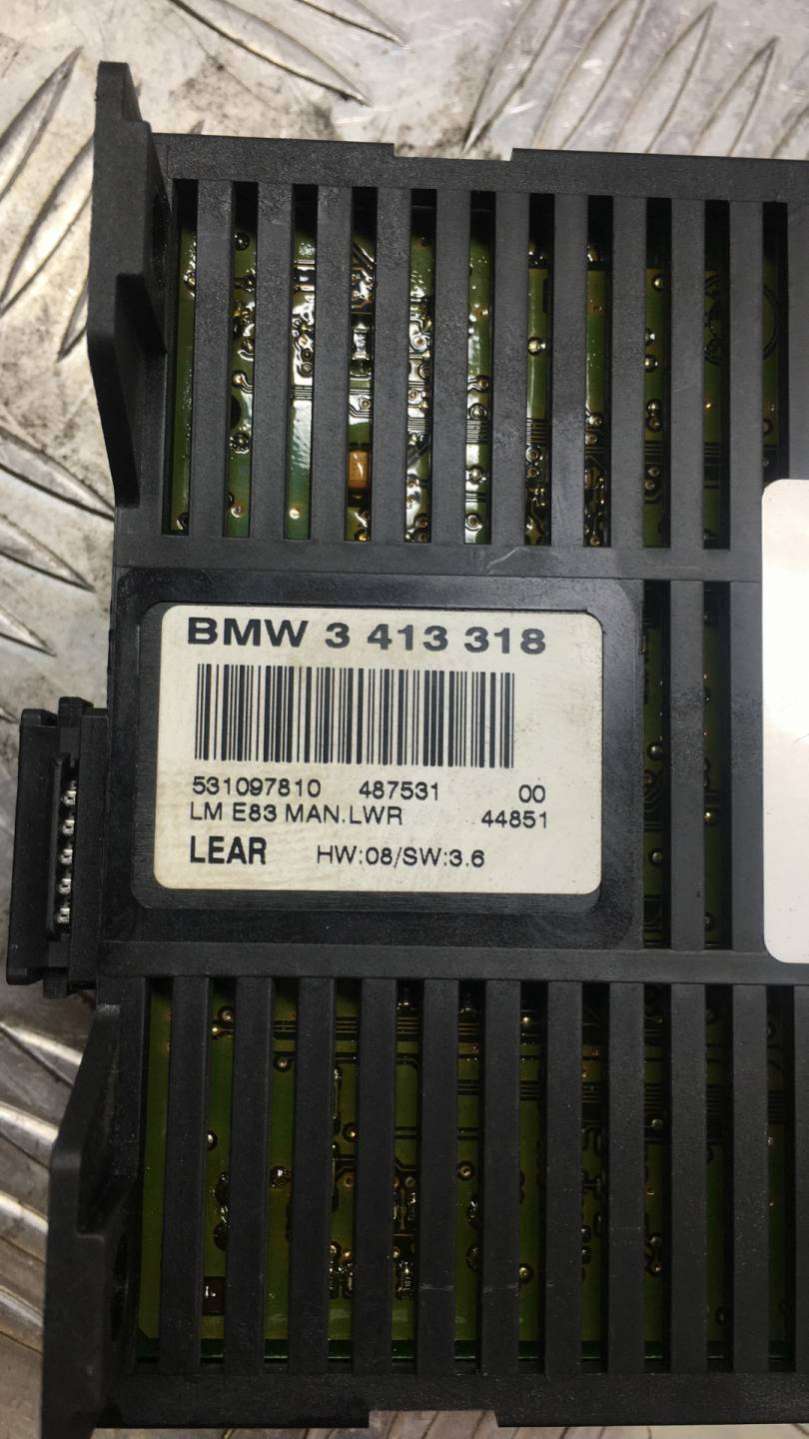 BMW 3 413 318
531097810 487531 00
LM E83 MAN.LWR 44851
LEAR HW:08/SW:3.6